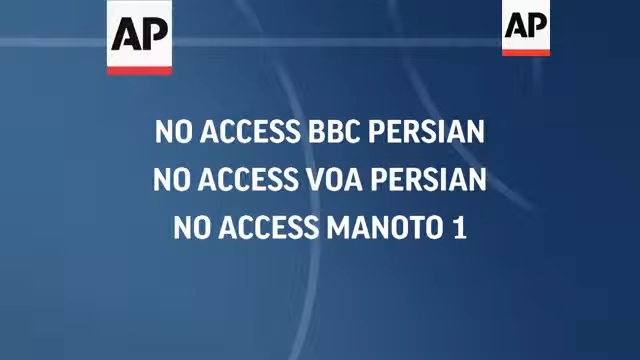 AP
AP
NO ACCESS BBC PERSIAN
NO ACCESS VOA PERSIAN
NO ACCESS MANOTO 1